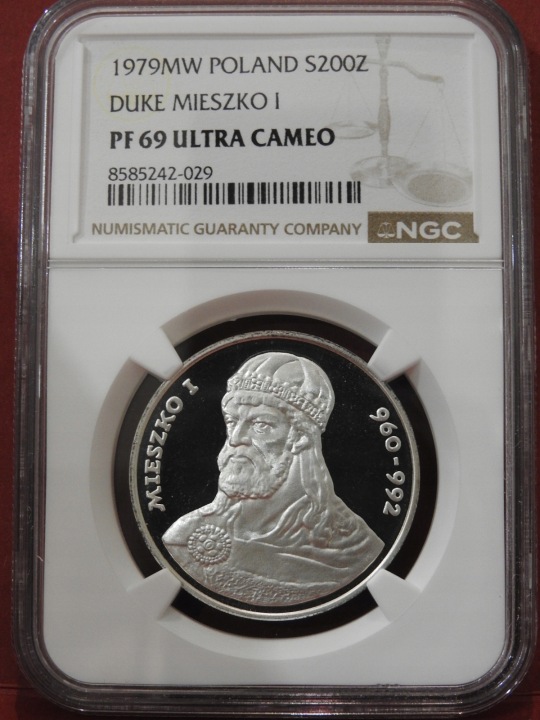 1979MW POLAND S200Z
DUKE MIESZKO I
PF 69 ULTRA CAMEO
8585242-029
NUMISMATIC GUARANTY COMPANY NGC
MIESZKO I
960-992